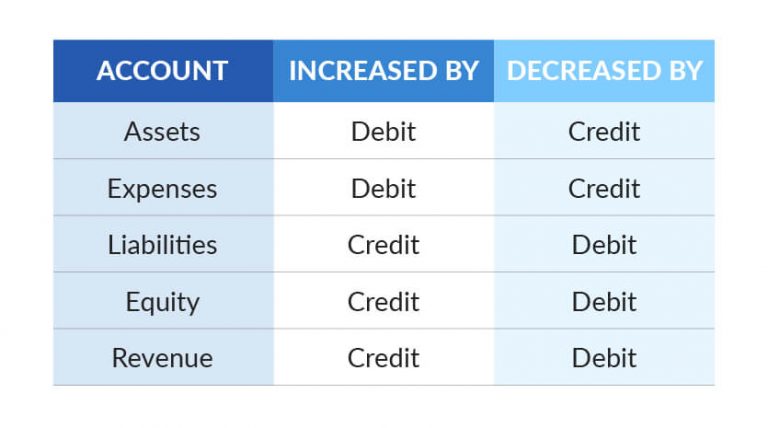 ACCOUNT INCREASED BY DECREASED BY
Assets Debit Credit
Expenses Debit Credit
Liabilities Credit Debit
Equity Credit Debit
Revenue Credit Debit